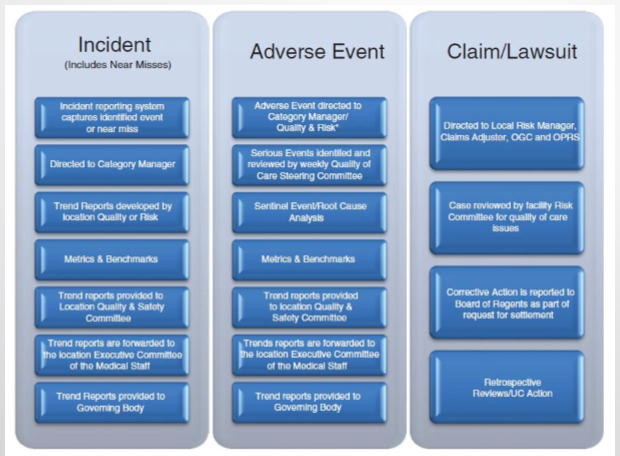 Incident
(Includes Near Misses)
Incident reporting system
captures identified event
or near miss
Directed to Category Manager
Trend Reports developed by
location Quality or Risk
Metrics & Benchmarks
Trend reports provided to
Location Quality & Safety
Committee
Trend reports are forwarded to
the location Executive Committee
of the Medical Staff
Trend Reports provided to
Governing Body
Adverse Event
Adverse Event directed to
Category Manager/
Quality & Risk*
Serious Events identified and
reviewed by weekly Quality of
Care Steering Committee
Sentinel Event/Root Cause
Analysis
Metrics & Benchmarks
Trend reports provided
to location Quality &
Safety Committee
Trends reports are forwarded to
the location Executive Committee
of the Medical Staff
Trend Reports provided to
Governing Body
Claim/Lawsuit
Directed to Local Risk Manager,
Claims Adjustor, OGC and OPRS
Case reviewed by facility Risk
Committee for quality of care
issues
Corrective Action is reported to
Board of Regents as part of
request for settlement
Retrospective
Reviews/UC Action